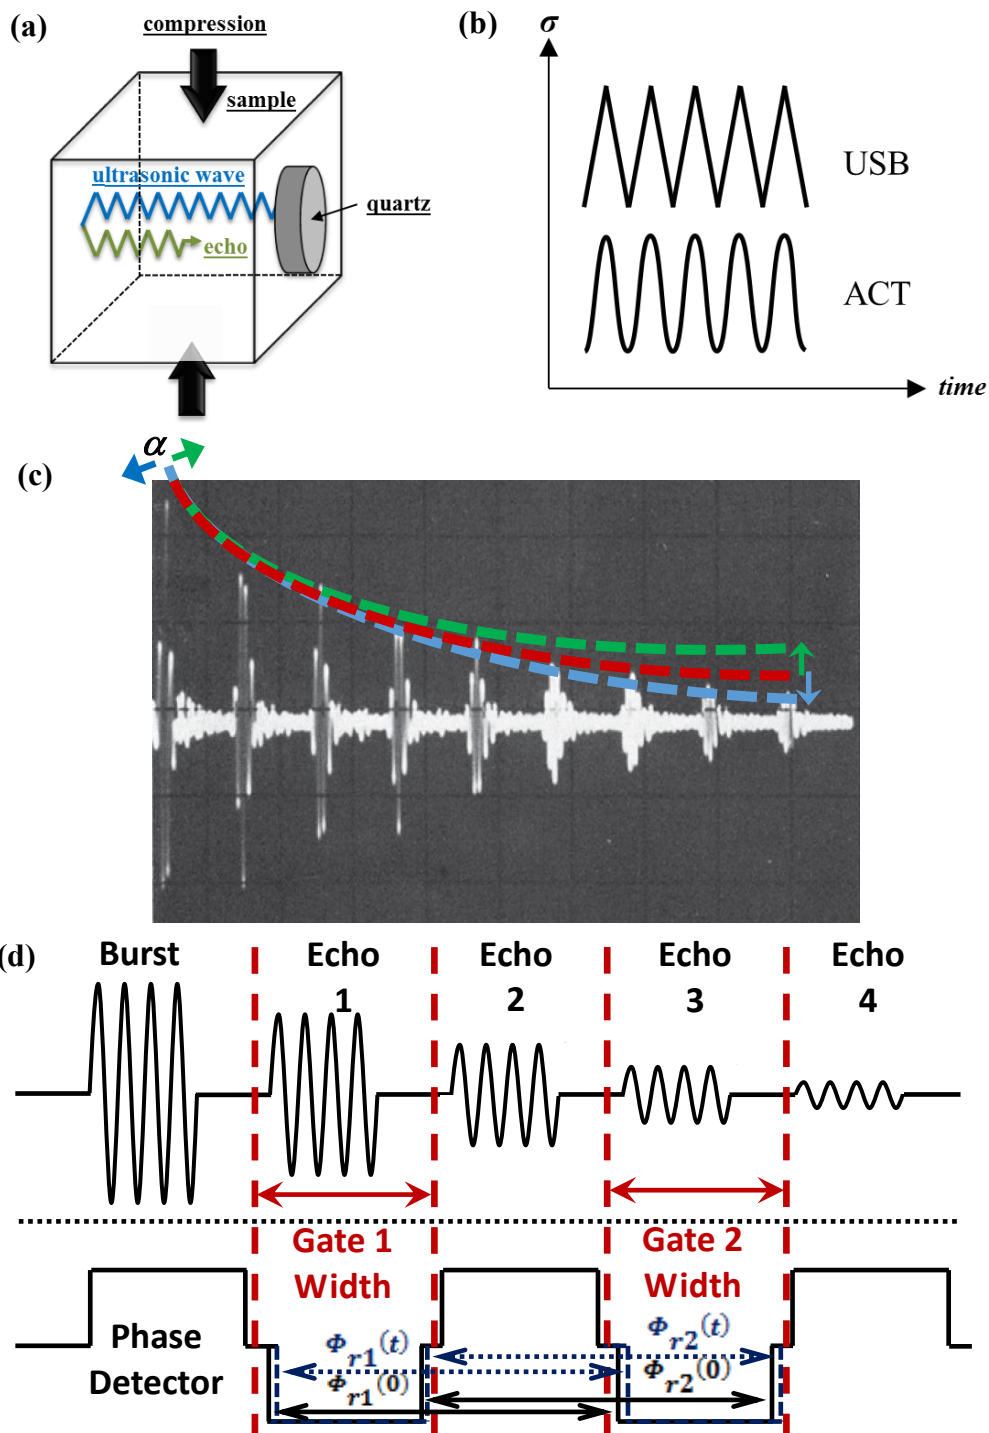 (a)
compression
sample
ultrasonic wave
quartz
echo
(b)
σ
USB
ACT
time
(c)
α
(d)
Burst
Echo
1
Echo
2
Echo
3
Echo
4
Gate 1
Width
Gate 2
Width
Phase
Detector
Φr1(t)
Φr1(0)
Φr2(t)
Φr2(0)